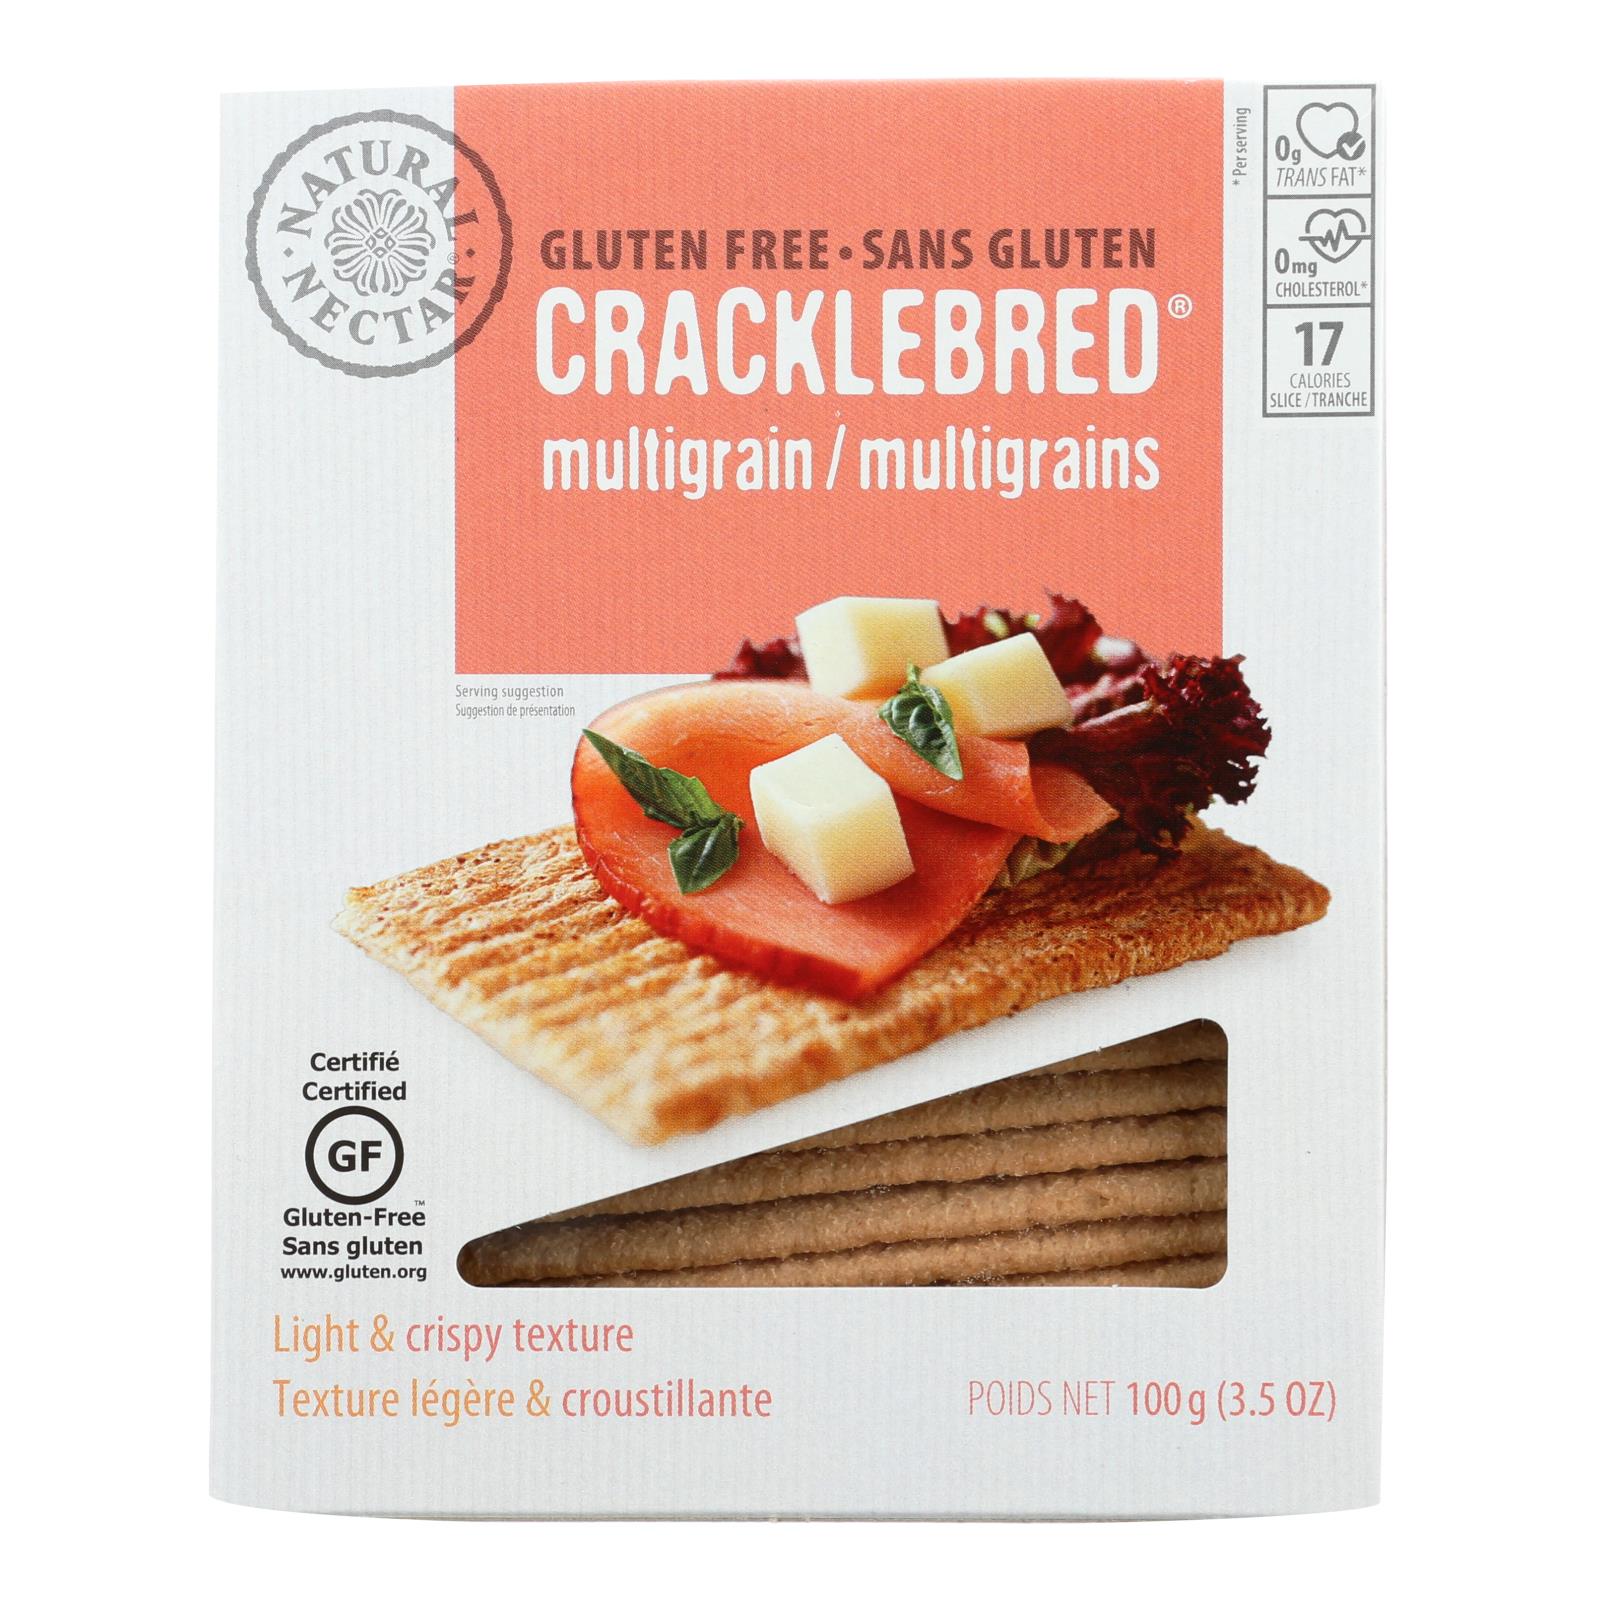 NATURAL
NECTAR®
* Per serving
0g
TRANS FAT*
0mg
CHOLESTEROL*
17
CALORIES
SLICE / TRANCHE
GLUTEN FREE • SANS GLUTEN
CRACKLEBRED®
multigrain / multigrains
Serving suggestion
Suggestion de présentation
Certifié
Certified
GF
™
Gluten-Free
Sans gluten
www.gluten.org
Light & crispy texture
Texture légère & croustillante
POIDS NET 100 g (3.5 OZ)